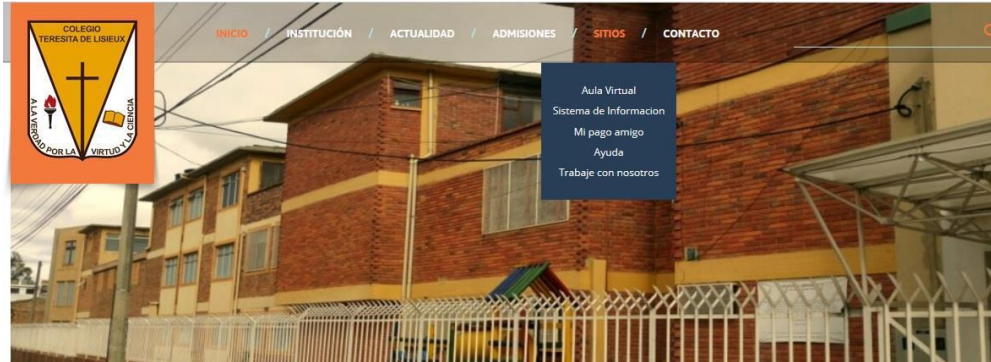 COLEGIO
TERESITA DE LISIEUX
A LA VERDAD POR LA VIRTUD Y LA CIENCIA
INICIO / INSTITUCIÓN / ACTUALIDAD / ADMISIONES / SITIOS / CONTACTO
Aula Virtual
Sistema de Informacion
Mi pago amigo
Ayuda
Trabaje con nosotros